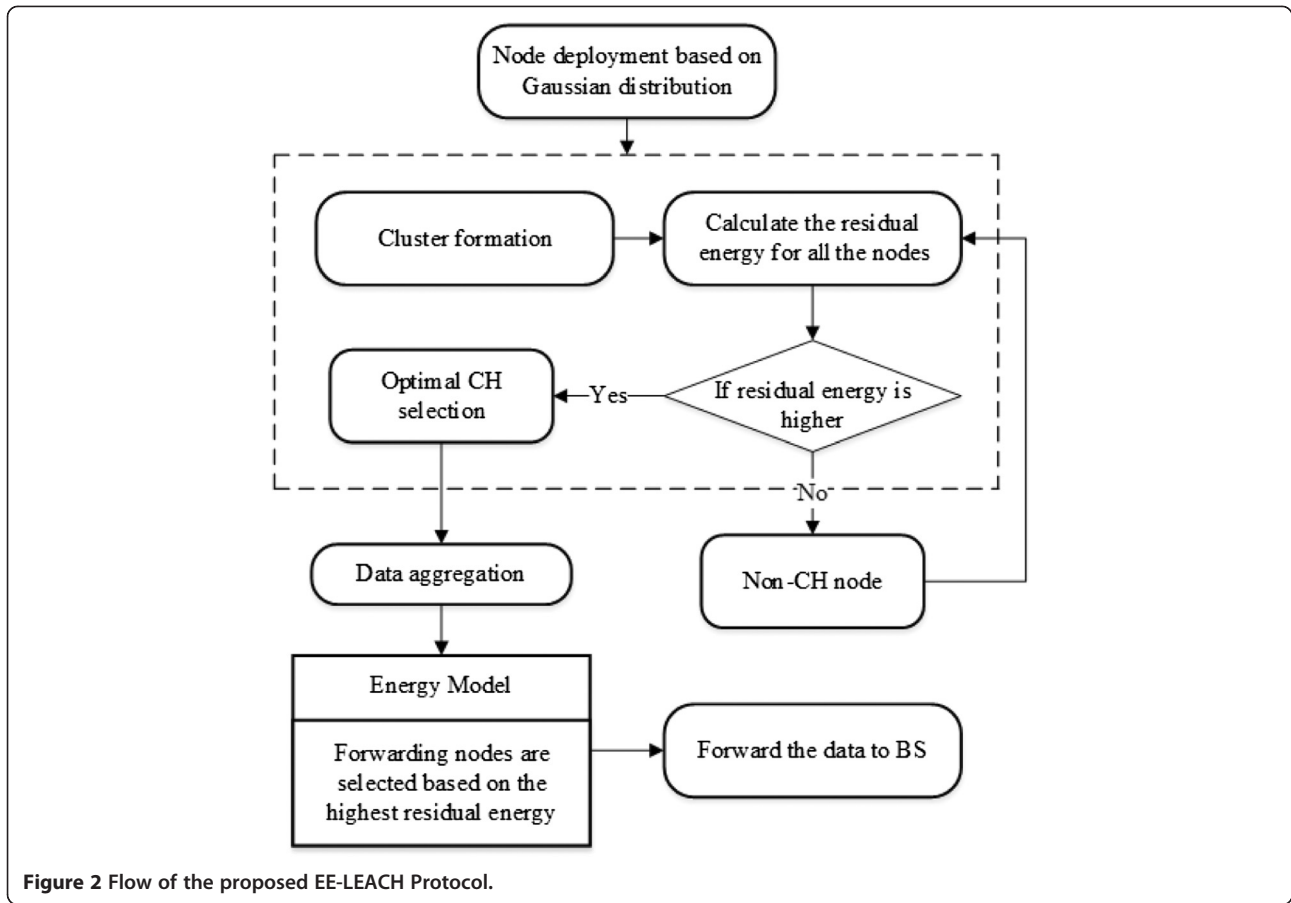 Node deployment based on
Gaussian distribution
Cluster formation
Calculate the residual
energy for all the nodes
Optimal CH
selection
Yes
If residual energy is
higher
No
Data aggregation
Non-CH node
Energy Model
Forwarding nodes are
selected based on the
highest residual energy
Forward the data to BS
Figure 2 Flow of the proposed EE-LEACH Protocol.